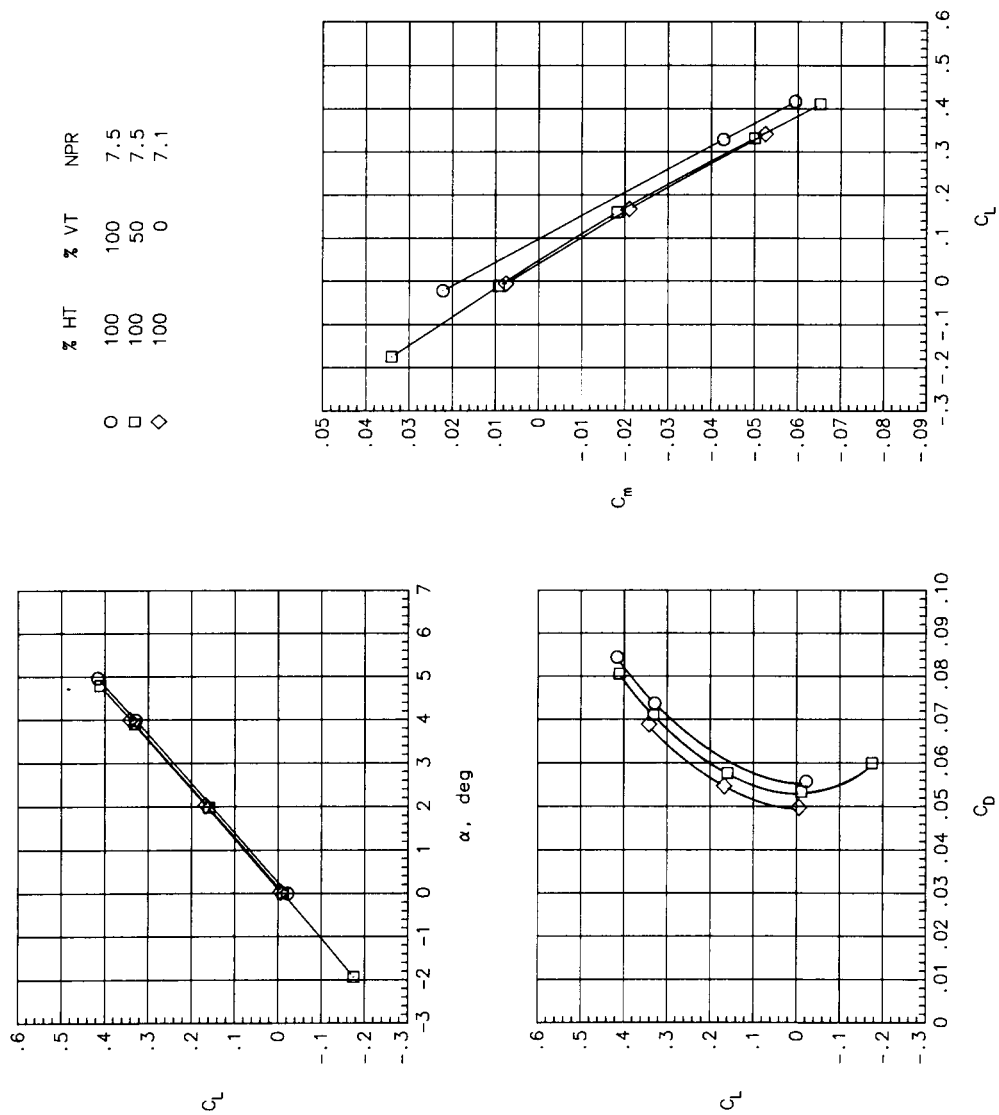 % HT % VT NPR
○ 100 100 7.5
□ 100 50 7.5
◇ 100 0 7.1
.6
.5
.4
.3
.2
.1
0
-.1
-.2
-.3
C_L
-3 -2 -1 0 1 2 3 4 5 6 7
α, deg
.6
.5
.4
.3
.2
.1
0
-.1
-.2
-.3
C_L
0 .01 .02 .03 .04 .05 .06 .07 .08 .09 .10
C_D
.05
.04
.03
.02
.01
0
-.01
-.02
-.03
-.04
-.05
-.06
-.07
-.08
-.09
C_m
-.3 -.2 -.1 0 .1 .2 .3 .4 .5 .6
C_L